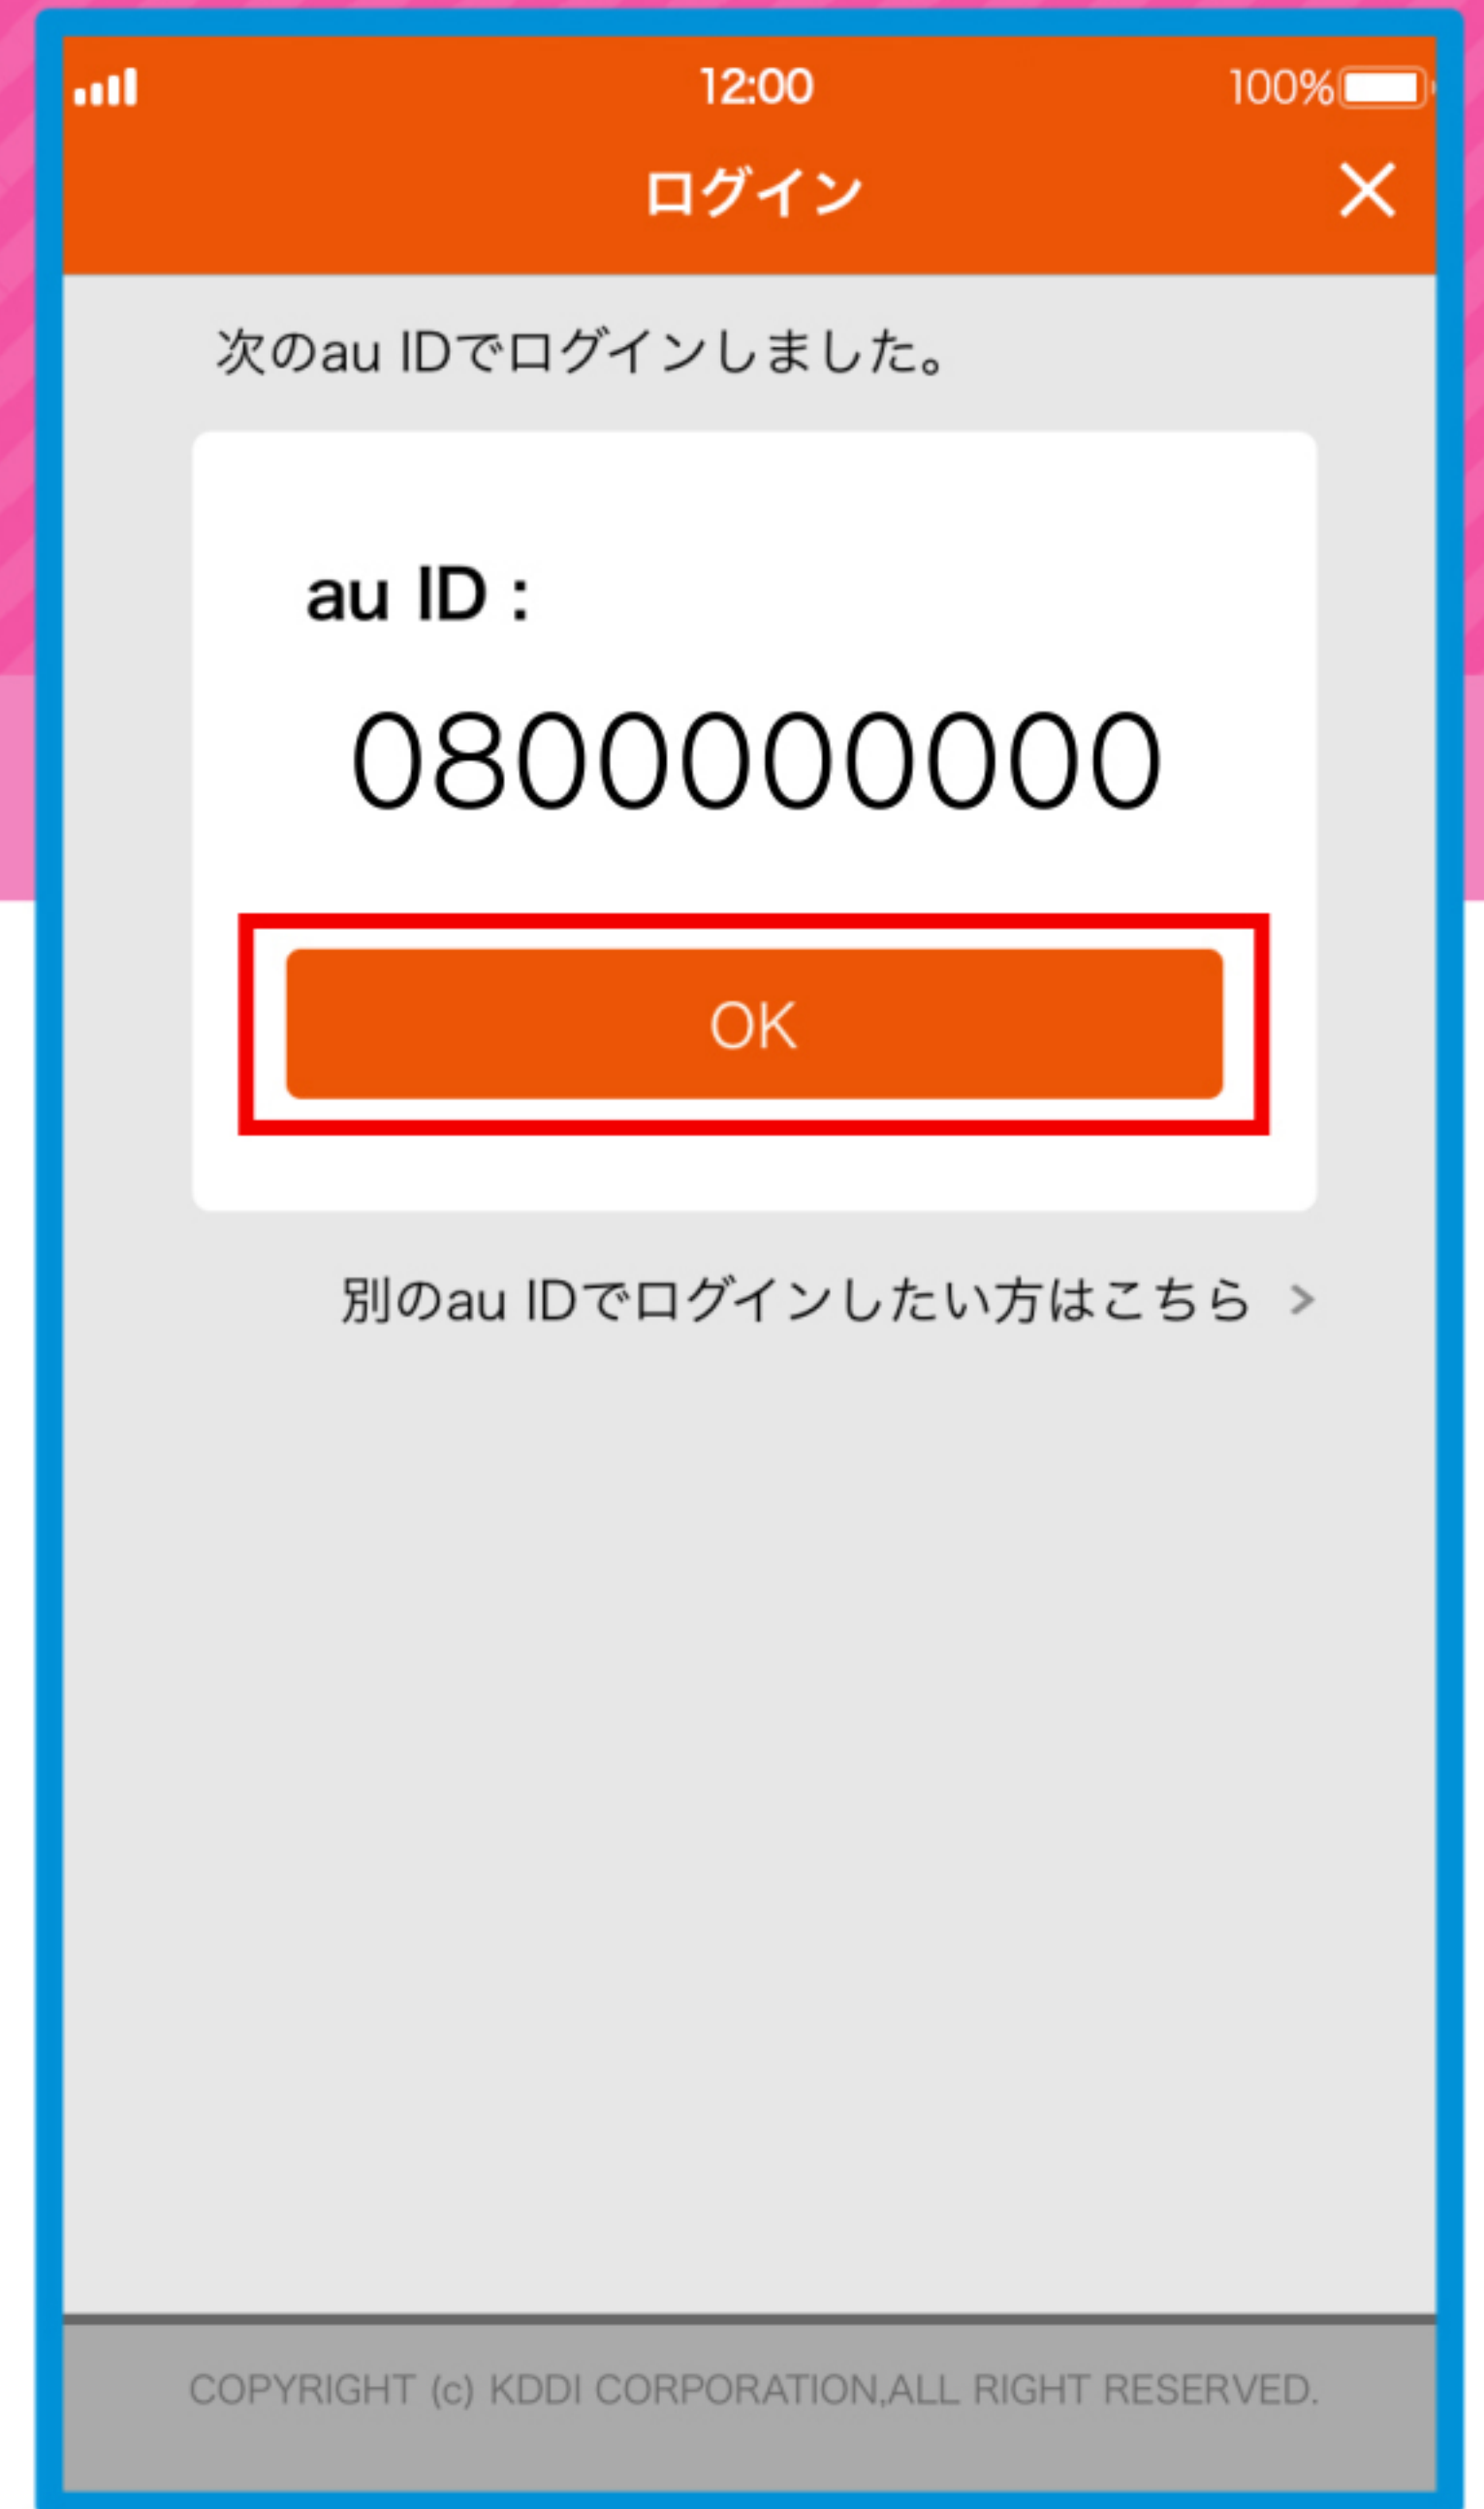 12:00
100%
ログイン
次のau IDでログインしました。
au ID :
0800000000
OK
別のau IDでログインしたい方はこちら >
COPYRIGHT (c) KDDI CORPORATION,ALL RIGHT RESERVED.